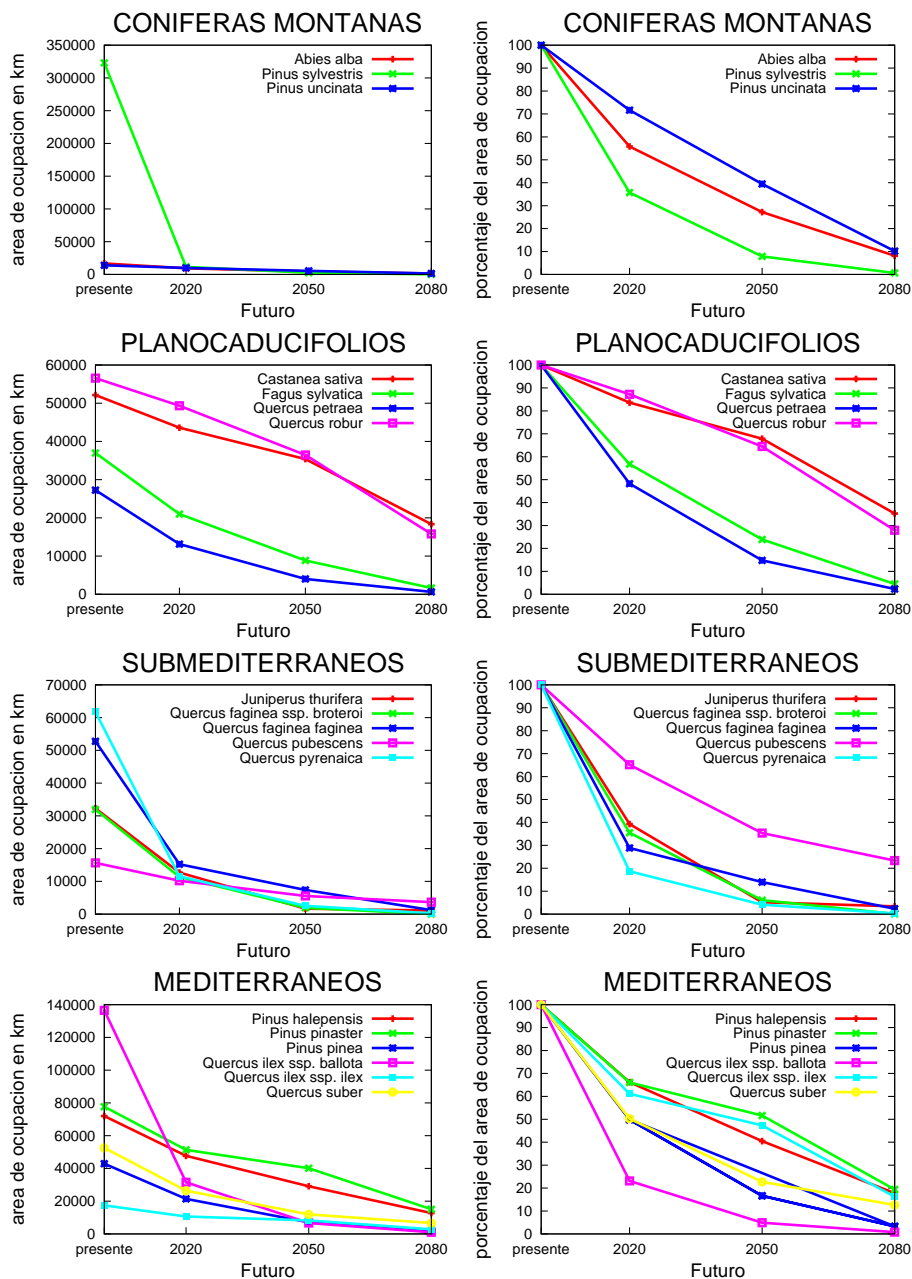 CONIFERAS MONTANAS
area de ocupacion en km
350000
300000
250000
200000
150000
100000
50000
0
Abies alba
Pinus sylvestris
Pinus uncinata
presente 2020 2050 2080
Futuro
CONIFERAS MONTANAS
porcentaje del area de ocupacion
100
90
80
70
60
50
40
30
20
10
0
Abies alba
Pinus sylvestris
Pinus uncinata
presente 2020 2050 2080
Futuro
PLANOCADUCIFOLIOS
area de ocupacion en km
60000
50000
40000
30000
20000
10000
0
Castanea sativa
Fagus sylvatica
Quercus petraea
Quercus robur
presente 2020 2050 2080
Futuro
PLANOCADUCIFOLIOS
porcentaje del area de ocupacion
100
90
80
70
60
50
40
30
20
10
0
Castanea sativa
Fagus sylvatica
Quercus petraea
Quercus robur
presente 2020 2050 2080
Futuro
SUBMEDITERRANEOS
area de ocupacion en km
70000
60000
50000
40000
30000
20000
10000
0
Juniperus thurifera
Quercus faginea ssp. broteroi
Quercus faginea faginea
Quercus pubescens
Quercus pyrenaica
presente 2020 2050 2080
Futuro
SUBMEDITERRANEOS
porcentaje del area de ocupacion
100
90
80
70
60
50
40
30
20
10
0
Juniperus thurifera
Quercus faginea ssp. broteroi
Quercus faginea faginea
Quercus pubescens
Quercus pyrenaica
presente 2020 2050 2080
Futuro
MEDITERRANEOS
area de ocupacion en km
140000
120000
100000
80000
60000
40000
20000
0
Pinus halepensis
Pinus pinaster
Pinus pinea
Quercus ilex ssp. ballota
Quercus ilex ssp. ilex
Quercus suber
presente 2020 2050 2080
Futuro
MEDITERRANEOS
porcentaje del area de ocupacion
100
90
80
70
60
50
40
30
20
10
0
Pinus halepensis
Pinus pinaster
Pinus pinea
Quercus ilex ssp. ballota
Quercus ilex ssp. ilex
Quercus suber
presente 2020 2050 2080
Futuro